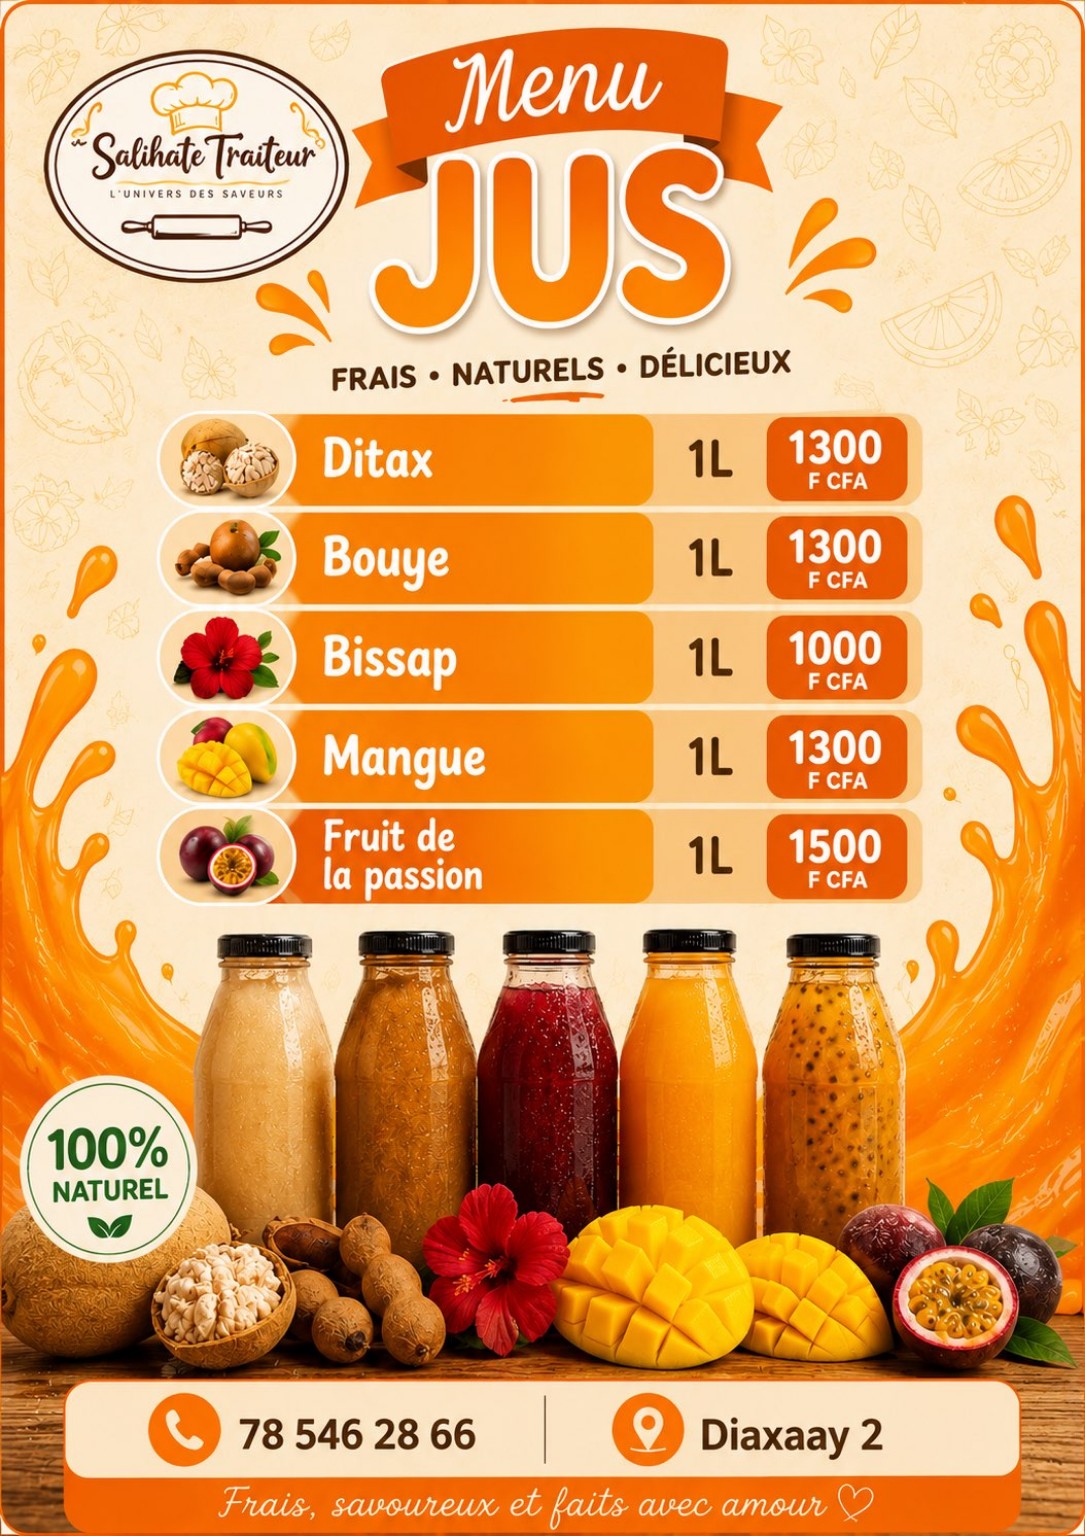 Menu
Salihate Traiteur
L'UNIVERS DES SAVEURS
JUS
FRAIS • NATURELS • DÉLICIEUX
Ditax 1L 1300 F CFA
Bouye 1L 1300 F CFA
Bissap 1L 1000 F CFA
Mangue 1L 1300 F CFA
Fruit de
la passion 1L 1500 F CFA
100%
NATUREL
78 546 28 66 Diaxaay 2
Frais, savoureux et faits avec amour